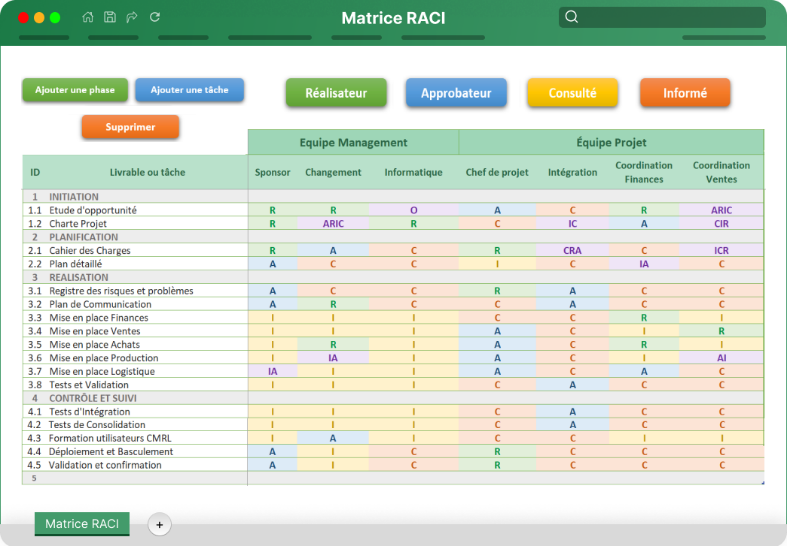 Matrice RACI
Ajouter une phase Ajouter une tâche Réalisateur Approbateur Consulté Informé
Supprimer
Equipe Management Équipe Projet
ID Livrable ou tâche Sponsor Changement Informatique Chef de projet Intégration Coordination Finances Coordination Ventes
1 INITIATION
1.1 Etude d'opportunité R R O A C R ARIC
1.2 Charte Projet R ARIC R C IC A CIR
2 PLANIFICATION
2.1 Cahier des Charges R A C R CRA C ICR
2.2 Plan détaillé A C C I C IA C
3 REALISATION
3.1 Registre des risques et problèmes A C C R A C C
3.2 Plan de Communication A R C C A C C
3.3 Mise en place Finances I I I C C R I
3.4 Mise en place Ventes I I I A C I R
3.5 Mise en place Achats I R I A C R I
3.6 Mise en place Production I IA I A C I AI
3.7 Mise en place Logistique IA I I A C A C
3.8 Tests et Validation I I I C A C C
4 CONTRÔLE ET SUIVI
4.1 Tests d'Intégration I I I C A C C
4.2 Tests de Consolidation I I I C A C C
4.3 Formation utilisateurs CMRL I A I C C I I
4.4 Déploiement et Basculement A I C R C C C
4.5 Validation et confirmation A I C R C C C
5
Matrice RACI +